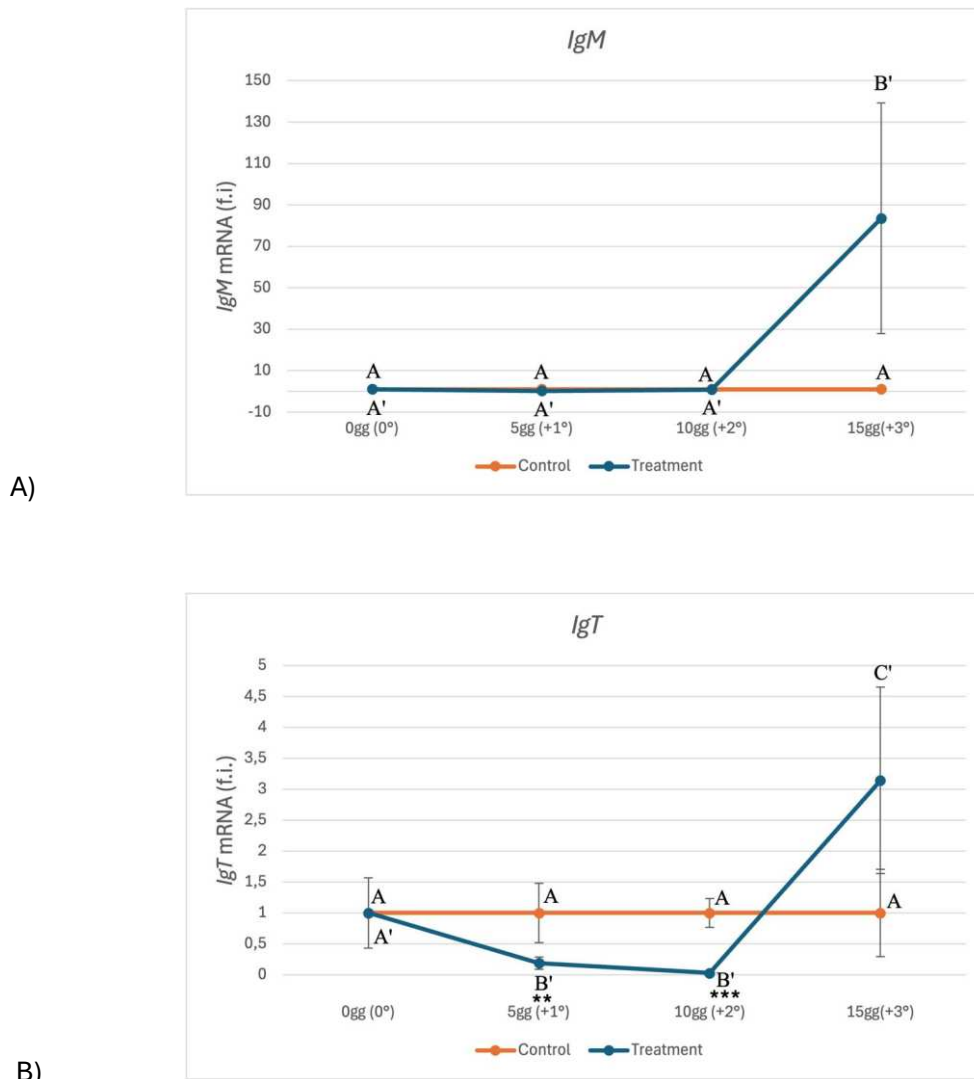 IgM
150
130
110
90
70
50
30
10
-10
IgM mRNA (f.i)
A
A
A
A
B'
A'
A'
A'
0gg (0°)
5gg (+1°)
10gg (+2°)
15gg(+3°)
Control
Treatment
A)
IgT
5
4,5
4
3,5
3
2,5
2
1,5
1
0,5
0
IgT mRNA (f.i.)
C'
A
A
A
A
A'
B'
B'
**
***
0gg (0°)
5gg (+1°)
10gg (+2°)
15gg(+3°)
Control
Treatment
B)